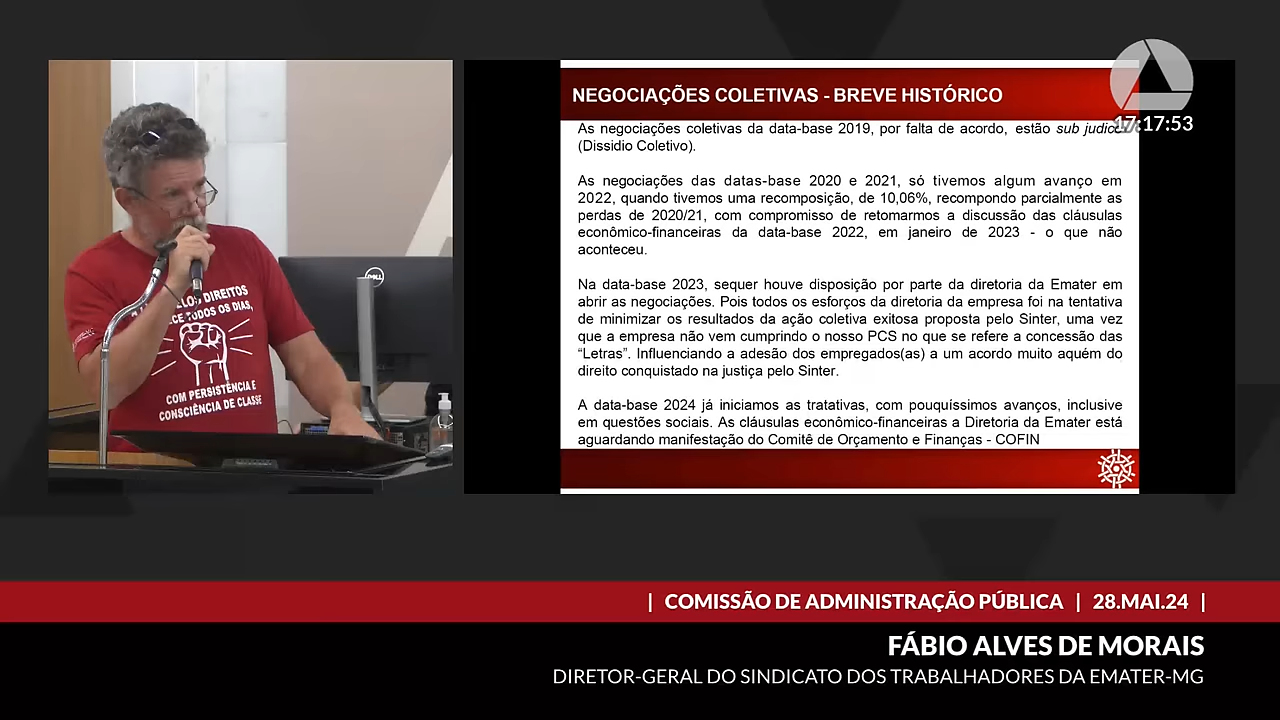 NEGOCIAÇÕES COLETIVAS - BREVE HISTÓRICO
17:17:53
As negociações coletivas da data-base 2019, por falta de acordo, estão sub judice
(Dissidio Coletivo).
As negociações das datas-base 2020 e 2021, só tivemos algum avanço em
2022, quando tivemos uma recomposição, de 10,06%, recompondo parcialmente as
perdas de 2020/21, com compromisso de retomarmos a discussão das cláusulas
econômico-financeiras da data-base 2022, em janeiro de 2023 - o que não
aconteceu.
Na data-base 2023, sequer houve disposição por parte da diretoria da Emater em
abrir as negociações. Pois todos os esforços da diretoria da empresa foi na tentativa
de minimizar os resultados da ação coletiva exitosa proposta pelo Sinter, uma vez
que a empresa não vem cumprindo o nosso PCS no que se refere a concessão das
“Letras”. Influenciando a adesão dos empregados(as) a um acordo muito aquém do
direito conquistado na justiça pelo Sinter.
A data-base 2024 já iniciamos as tratativas, com pouquíssimos avanços, inclusive
em questões sociais. As cláusulas econômico-financeiras a Diretoria da Emater está
aguardando manifestação do Comitê de Orçamento e Finanças - COFIN
DELL
DIREITOS
TODOS OS DIAS,
COM PERSISTÊNCIA E
CONSCIÊNCIA DE CLASSE
| COMISSÃO DE ADMINISTRAÇÃO PÚBLICA | 28.MAI.24 |
FÁBIO ALVES DE MORAIS
DIRETOR-GERAL DO SINDICATO DOS TRABALHADORES DA EMATER-MG